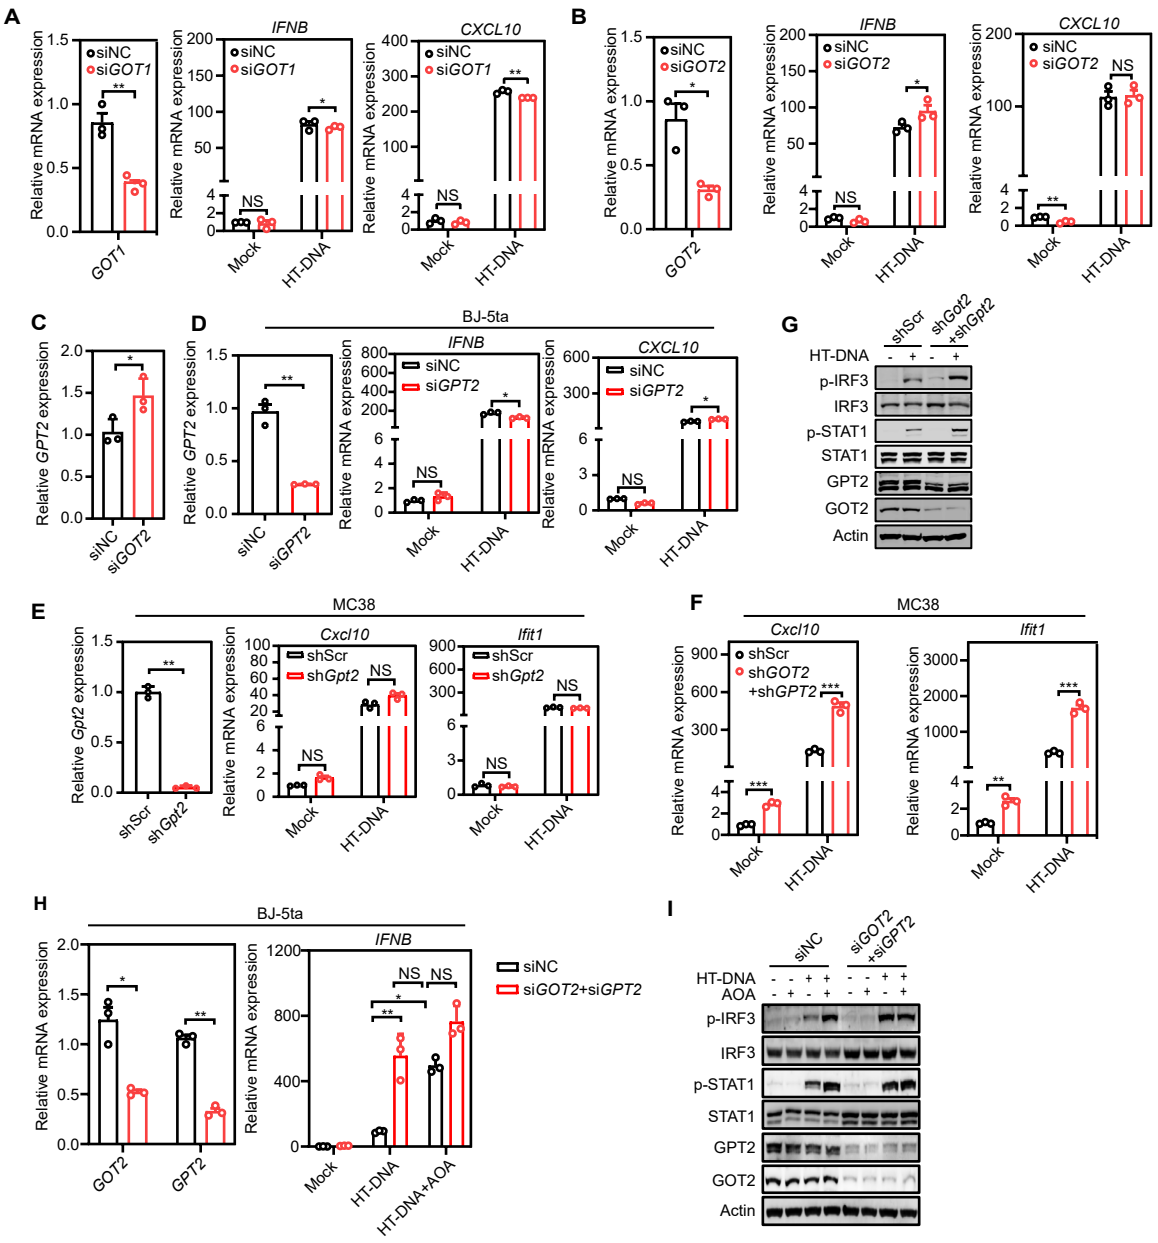 A
Relative mRNA expression
1.5
1.0
0.5
0.0
siNC
siGOT1
**
GOT1
Relative mRNA expression
IFNB
200
150
100
50
4
2
0
siNC
siGOT1
NS
*
Mock
HT-DNA
Relative mRNA expression
CXCL10
400
300
200
100
4
2
0
siNC
siGOT1
NS
**
Mock
HT-DNA
B
Relative mRNA expression
1.5
1.0
0.5
0.0
siNC
siGOT2
*
GOT2
Relative mRNA expression
IFNB
150
100
50
4
2
0
siNC
siGOT2
NS
*
Mock
HT-DNA
Relative mRNA expression
CXCL10
200
100
4
2
0
siNC
siGOT2
**
NS
Mock
HT-DNA
C
Relative GPT2 expression
2.0
1.5
1.0
0.5
0.0
*
siNC
siGOT2
D
BJ-5ta
Relative GPT2 expression
1.5
1.0
0.5
0.0
**
siNC
siGPT2
Relative mRNA expression
IFNB
800
600
400
200
6
4
2
0
siNC
siGPT2
NS
*
Mock
HT-DNA
Relative mRNA expression
CXCL10
600
300
6
3
0
siNC
siGPT2
NS
*
Mock
HT-DNA
G
shScr
shGot2
+shGpt2
HT-DNA - + - +
p-IRF3
IRF3
p-STAT1
STAT1
GPT2
GOT2
Actin
E
MC38
Relative Gpt2 expression
1.5
1.0
0.5
0.0
**
shScr
shGpt2
Relative mRNA expression
Cxcl10
100
80
60
40
20
6
4
2
0
shScr
shGpt2
NS
NS
Mock
HT-DNA
Relative mRNA expression
Ifit1
900
600
300
6
3
0
shScr
shGpt2
NS
NS
Mock
HT-DNA
F
MC38
Relative mRNA expression
Cxcl10
900
600
300
4
2
0
shScr
shGOT2
+shGPT2
***
***
Mock
HT-DNA
Relative mRNA expression
Ifit1
3000
2000
1000
4
2
0
**
***
Mock
HT-DNA
H
BJ-5ta
Relative mRNA expression
2.0
1.5
1.0
0.5
0.0
*
**
GOT2
GPT2
Relative mRNA expression
IFNB
1200
800
400
0
NS
NS
*
**
Mock
HT-DNA
HT-DNA+AOA
siNC
siGOT2+siGPT2
I
siNC
siGOT2
+siGPT2
HT-DNA - - + + - - + +
AOA - + - + - + - +
p-IRF3
IRF3
p-STAT1
STAT1
GPT2
GOT2
Actin